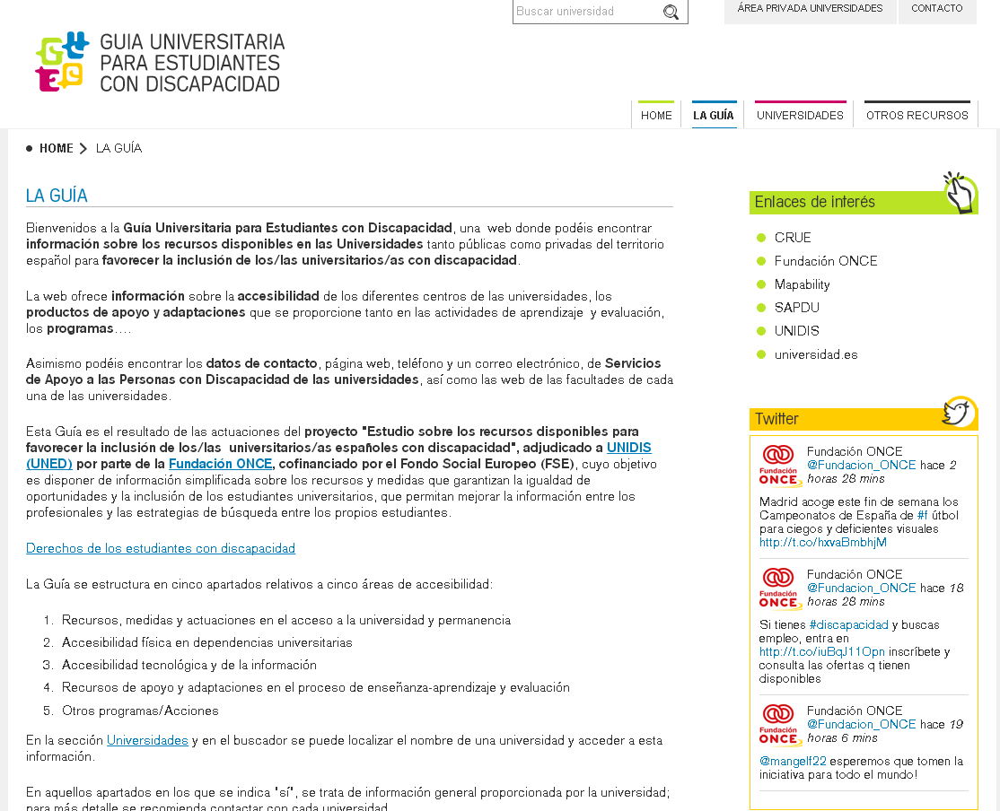 Buscar universidad
ÁREA PRIVADA UNIVERSIDADES
CONTACTO
GUIA UNIVERSITARIA
PARA ESTUDIANTES
CON DISCAPACIDAD
HOME
LA GUÍA
UNIVERSIDADES
OTROS RECURSOS
HOME LA GUÍA
LA GUÍA
Bienvenidos a la Guía Universitaria para Estudiantes con Discapacidad, una web donde podéis encontrar
información sobre los recursos disponibles en las Universidades tanto públicas como privadas del territorio
español para favorecer la inclusión de los/las universitarios/as con discapacidad.
La web ofrece información sobre la accesibilidad de los diferentes centros de las universidades, los
productos de apoyo y adaptaciones que se proporcione tanto en las actividades de aprendizaje y evaluación,
los programas....
Asimismo podéis encontrar los datos de contacto, página web, teléfono y un correo electrónico, de Servicios
de Apoyo a las Personas con Discapacidad de las universidades, así como las web de las facultades de cada
una de las universidades.
Esta Guía es el resultado de las actuaciones del proyecto "Estudio sobre los recursos disponibles para
favorecer la inclusión de los/las universitarios/as españoles con discapacidad", adjudicado a UNIDIS
(UNED) por parte de la Fundación ONCE, cofinanciado por el Fondo Social Europeo (FSE), cuyo objetivo
es disponer de información simplificada sobre los recursos y medidas que garantizan la igualdad de
oportunidades y la inclusión de los estudiantes universitarios, que permitan mejorar la información entre los
profesionales y las estrategias de búsqueda entre los propios estudiantes.
Derechos de los estudiantes con discapacidad
La Guía se estructura en cinco apartados relativos a cinco áreas de accesibilidad:
1. Recursos, medidas y actuaciones en el acceso a la universidad y permanencia
2. Accesibilidad física en dependencias universitarias
3. Accesibilidad tecnológica y de la información
4. Recursos de apoyo y adaptaciones en el proceso de enseñanza-aprendizaje y evaluación
5. Otros programas/Acciones
En la sección Universidades y en el buscador se puede localizar el nombre de una universidad y acceder a esta
información.
En aquellos apartados en los que se indica "sí", se trata de información general proporcionada por la universidad;
para más detalle se recomienda contactar con cada universidad.
Enlaces de interés
CRUE
Fundación ONCE
Mapability
SAPDU
UNIDIS
universidad.es
Twitter
Fundación
ONCE
Fundación ONCE
@Fundacion_ONCE hace 2
horas 28 mins
Madrid acoge este fin de semana los
Campeonatos de España de #f útbol
para ciegos y deficientes visuales
http://t.co/hxvaBmbhjM
Fundación
ONCE
Fundación ONCE
@Fundacion_ONCE hace 18
horas 28 mins
Si tienes #discapacidad y buscas
empleo, entra en
http://t.co/iuBqJ11Opn inscríbete y
consulta las ofertas q tienen
disponibles
Fundación
ONCE
Fundación ONCE
@Fundacion_ONCE hace 19
horas 6 mins
@mangelf22 esperemos que tomen la
iniciativa para todo el mundo!